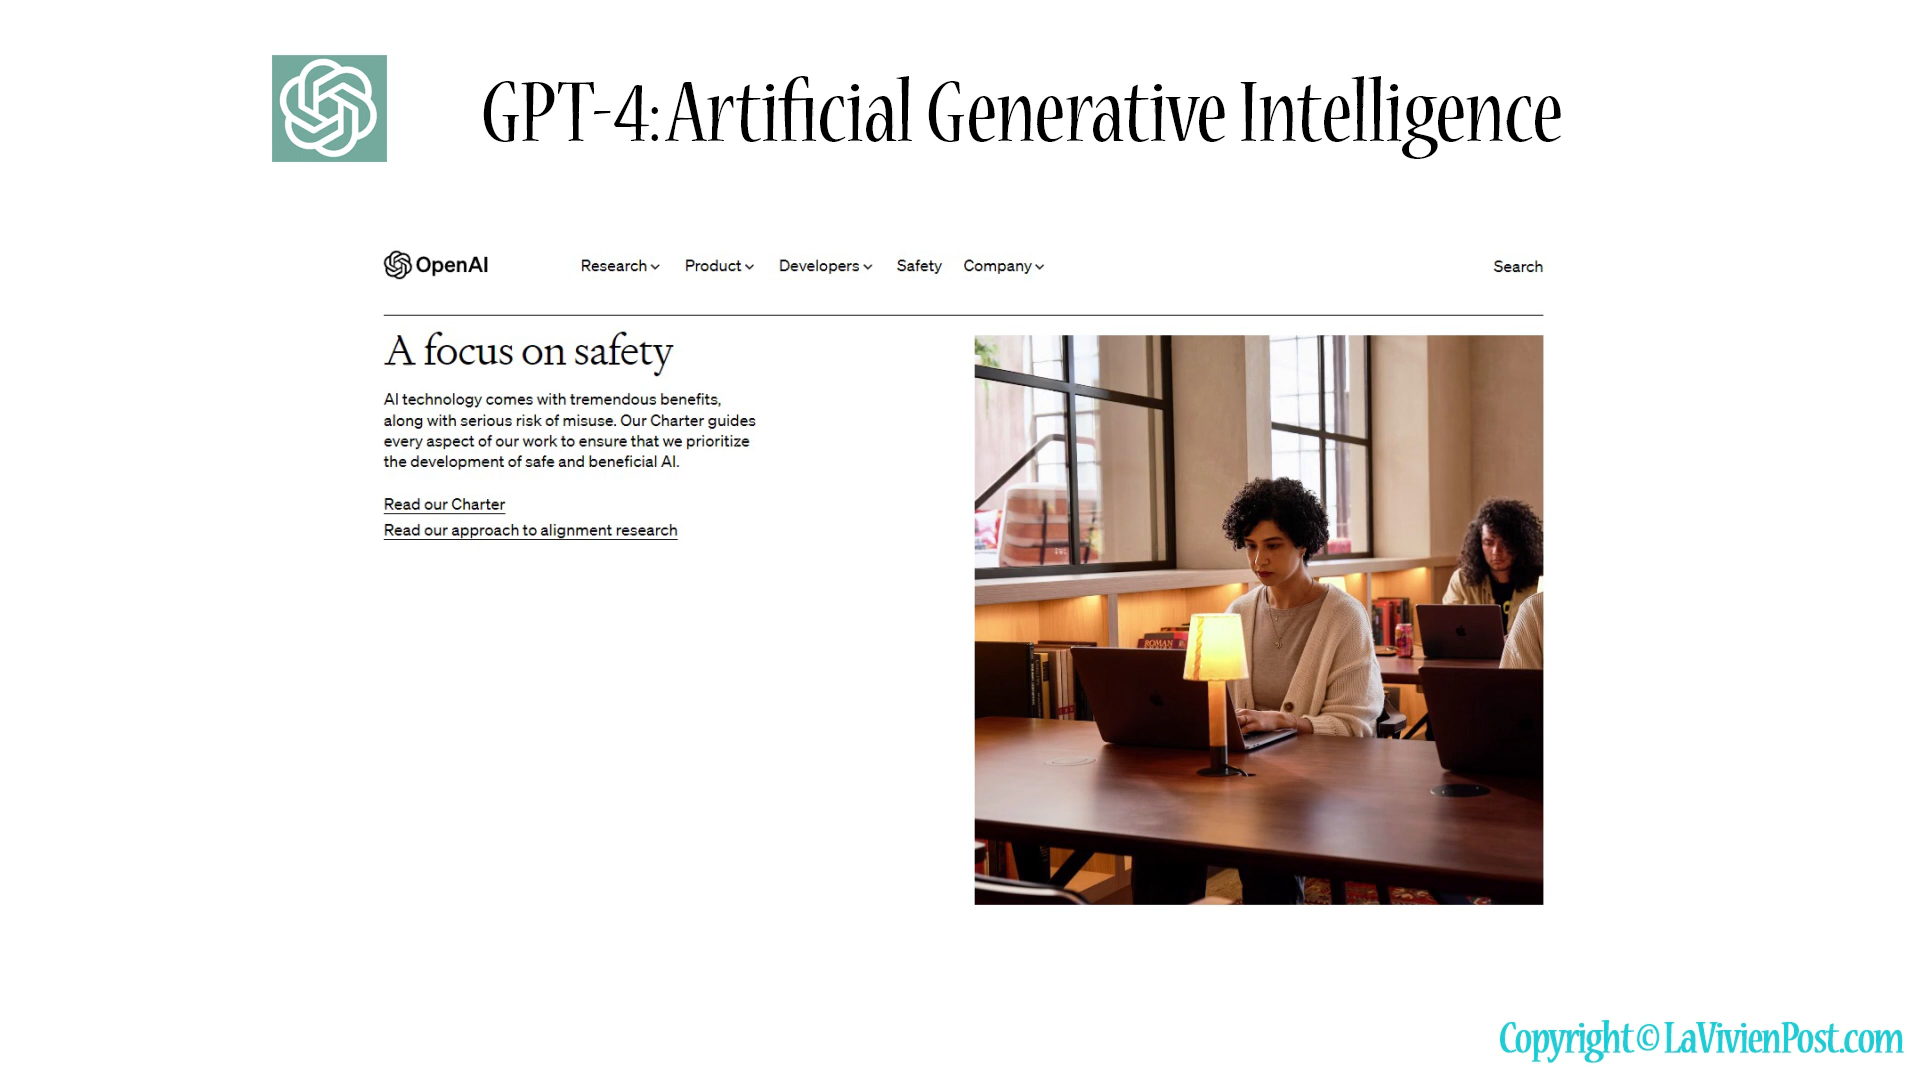 GPT-4: Artificial Generative Intelligence
OpenAI
Research Product Developers Safety Company
Search
A focus on safety
AI technology comes with tremendous benefits,
along with serious risk of misuse. Our Charter guides
every aspect of our work to ensure that we prioritize
the development of safe and beneficial AI.
Read our Charter
Read our approach to alignment research
ROMAN
Copyright © LaVivienPost.com